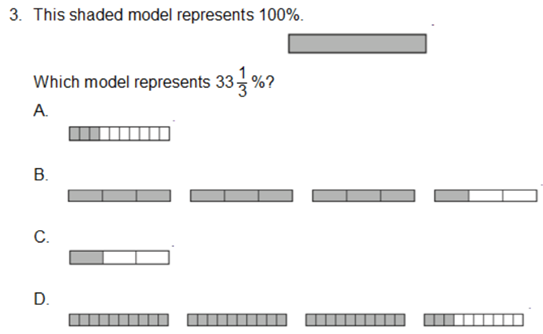 3. This shaded model represents 100%.
Which model represents 33 1/3 %?
A.
B.
C.
D.